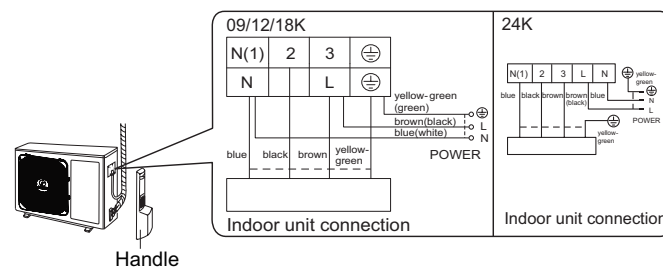 09/12/18K
N(1) 2 3
N L
yellow-green
(green)
brown(black)
blue(white)
L
N
POWER
blue black brown yellow-
green
Indoor unit connection
Handle
24K
N(1) 2 3 L N
yellow-
green
blue black brown brown blue
(black)
N
L
POWER
yellow-
green
Indoor unit connection